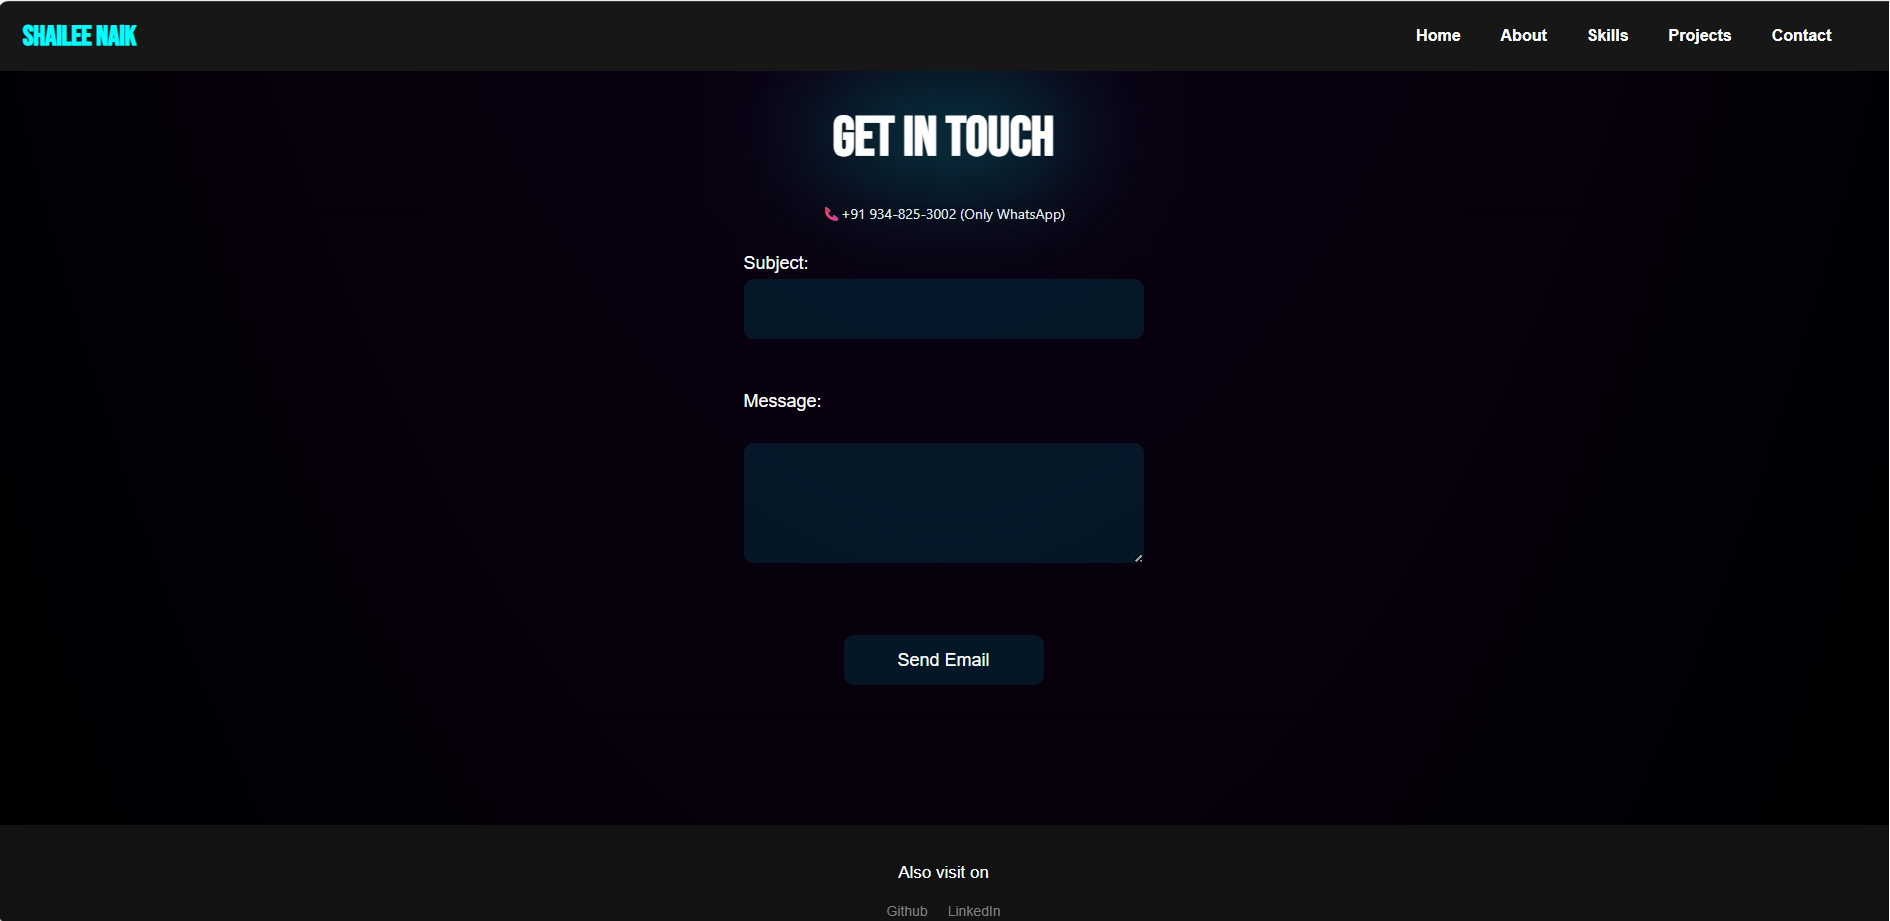 SHAILEE NAIK
Home About Skills Projects Contact
GET IN TOUCH
📞 +91 934-825-3002 (Only WhatsApp)
Subject:
Message:
Send Email
Also visit on
Github LinkedIn